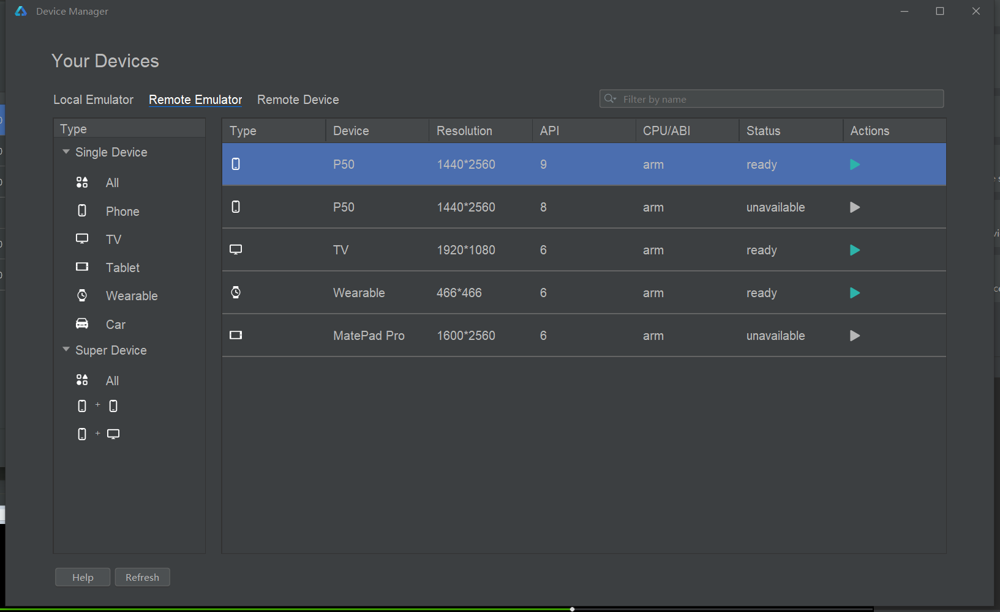 Device Manager
Your Devices
Local Emulator Remote Emulator Remote Device
Filter by name
Type
Single Device
All
Phone
TV
Tablet
Wearable
Car
Super Device
All
+
+
Type Device Resolution API CPU/ABI Status Actions
P50 1440*2560 9 arm ready
P50 1440*2560 8 arm unavailable
TV 1920*1080 6 arm ready
Wearable 466*466 6 arm ready
MatePad Pro 1600*2560 6 arm unavailable
Help Refresh